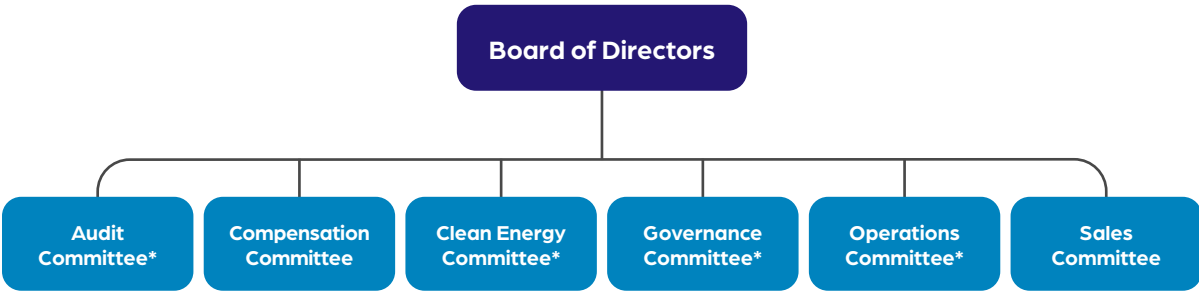 Board of Directors
Audit
Committee*
Compensation
Committee
Clean Energy
Committee*
Governance
Committee*
Operations
Committee*
Sales
Committee